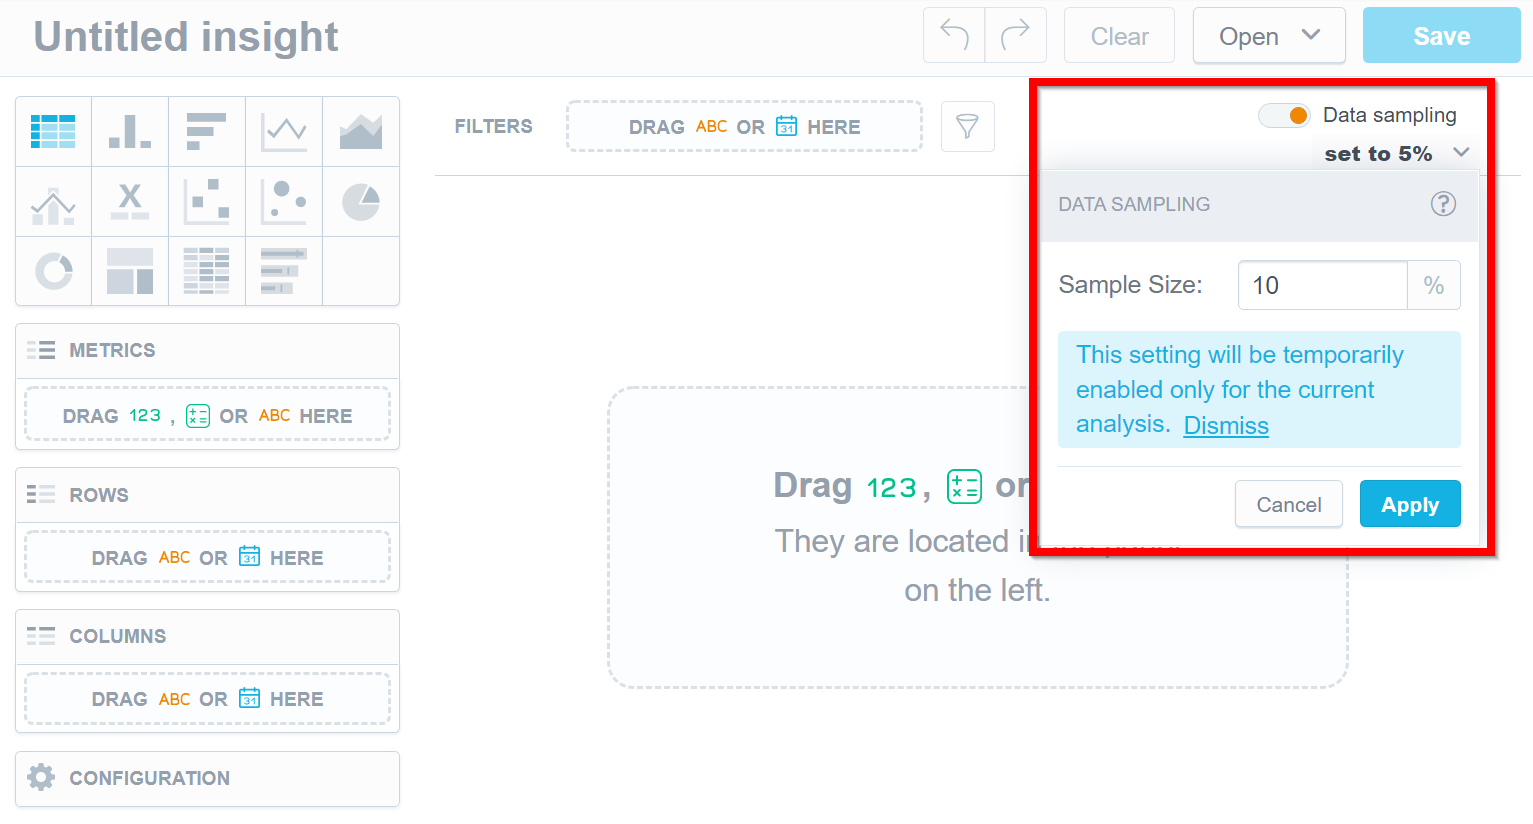 Untitled insight
Clear
Open
Save
FILTERS
DRAG ABC OR 31 HERE
Data sampling
set to 5%
DATA SAMPLING
?
Sample Size:
10
%
This setting will be temporarily
enabled only for the current
analysis. Dismiss
Cancel
Apply
X
METRICS
DRAG 123 , OR ABC HERE
ROWS
DRAG ABC OR 31 HERE
COLUMNS
DRAG ABC OR 31 HERE
CONFIGURATION
Drag 123, or
They are located
on the left.